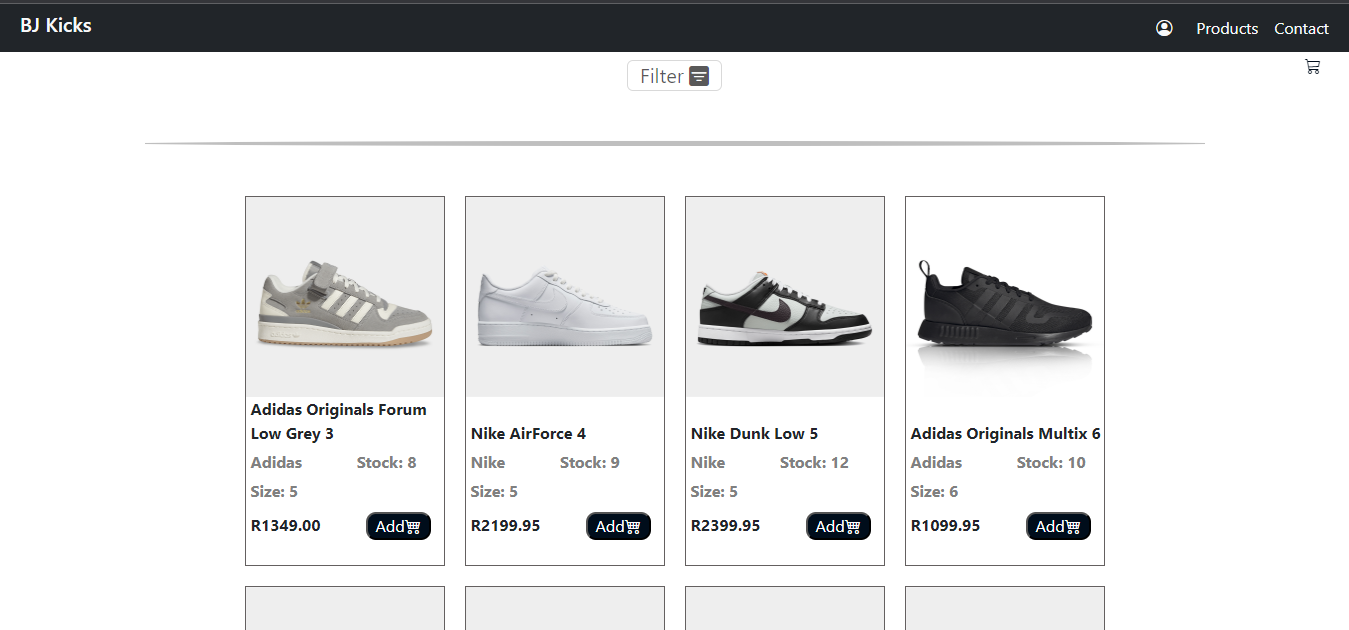 BJ Kicks
Products Contact
Filter
Adidas Originals Forum
Low Grey 3
Adidas Stock: 8
Size: 5
R1349.00 Add
Nike AirForce 4
Nike Stock: 9
Size: 5
R2199.95 Add
Nike Dunk Low 5
Nike Stock: 12
Size: 5
R2399.95 Add
Adidas Originals Multix 6
Adidas Stock: 10
Size: 6
R1099.95 Add